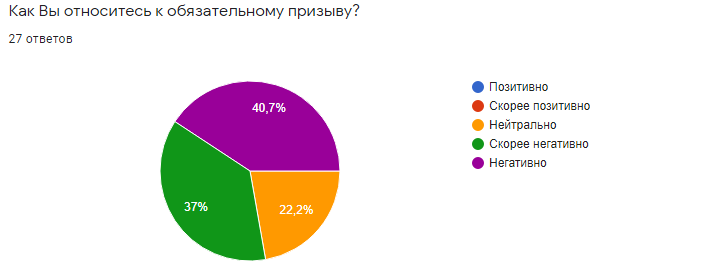 Как Вы относитесь к обязательному призыву?
27 ответов
Позитивно
Скорее позитивно
Нейтрально
Скорее негативно
Негативно
40,7%
37%
22,2%